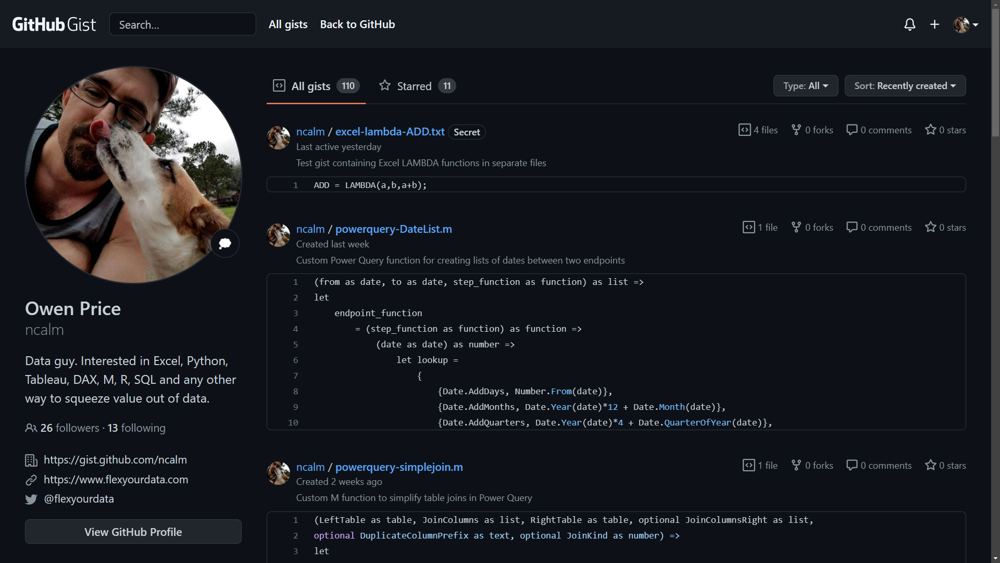 GitHub Gist
Search...
All gists
Back to GitHub
All gists 110
Starred 11
Type: All
Sort: Recently created
ncalm / excel-lambda-ADD.txt Secret
4 files 0 forks 0 comments 0 stars
Last active yesterday
Test gist containing Excel LAMBDA functions in separate files
1 ADD = LAMBDA(a,b,a+b);
ncalm / powerquery-DateList.m
1 file 0 forks 0 comments 0 stars
Created last week
Custom Power Query function for creating lists of dates between two endpoints
1 (from as date, to as date, step_function as function) as list =>
2 let
3 endpoint_function
4 = (step_function as function) as function =>
5 (date as date) as number =>
6 let lookup =
7 {
8 {Date.AddDays, Number.From(date)},
9 {Date.AddMonths, Date.Year(date)*12 + Date.Month(date)},
10 {Date.AddQuarters, Date.Year(date)*4 + Date.QuarterOfYear(date)},
ncalm / powerquery-simplejoin.m
1 file 0 forks 0 comments 0 stars
Created 2 weeks ago
Custom M function to simplify table joins in Power Query
1 (LeftTable as table, JoinColumns as list, RightTable as table, optional JoinColumnsRight as list,
2 optional DuplicateColumnPrefix as text, optional JoinKind as number) =>
3 let
Owen Price
ncalm
Data guy. Interested in Excel, Python,
Tableau, DAX, M, R, SQL and any other
way to squeeze value out of data.
26 followers · 13 following
https://gist.github.com/ncalm
https://www.flexyourdata.com
@flexyourdata
View GitHub Profile